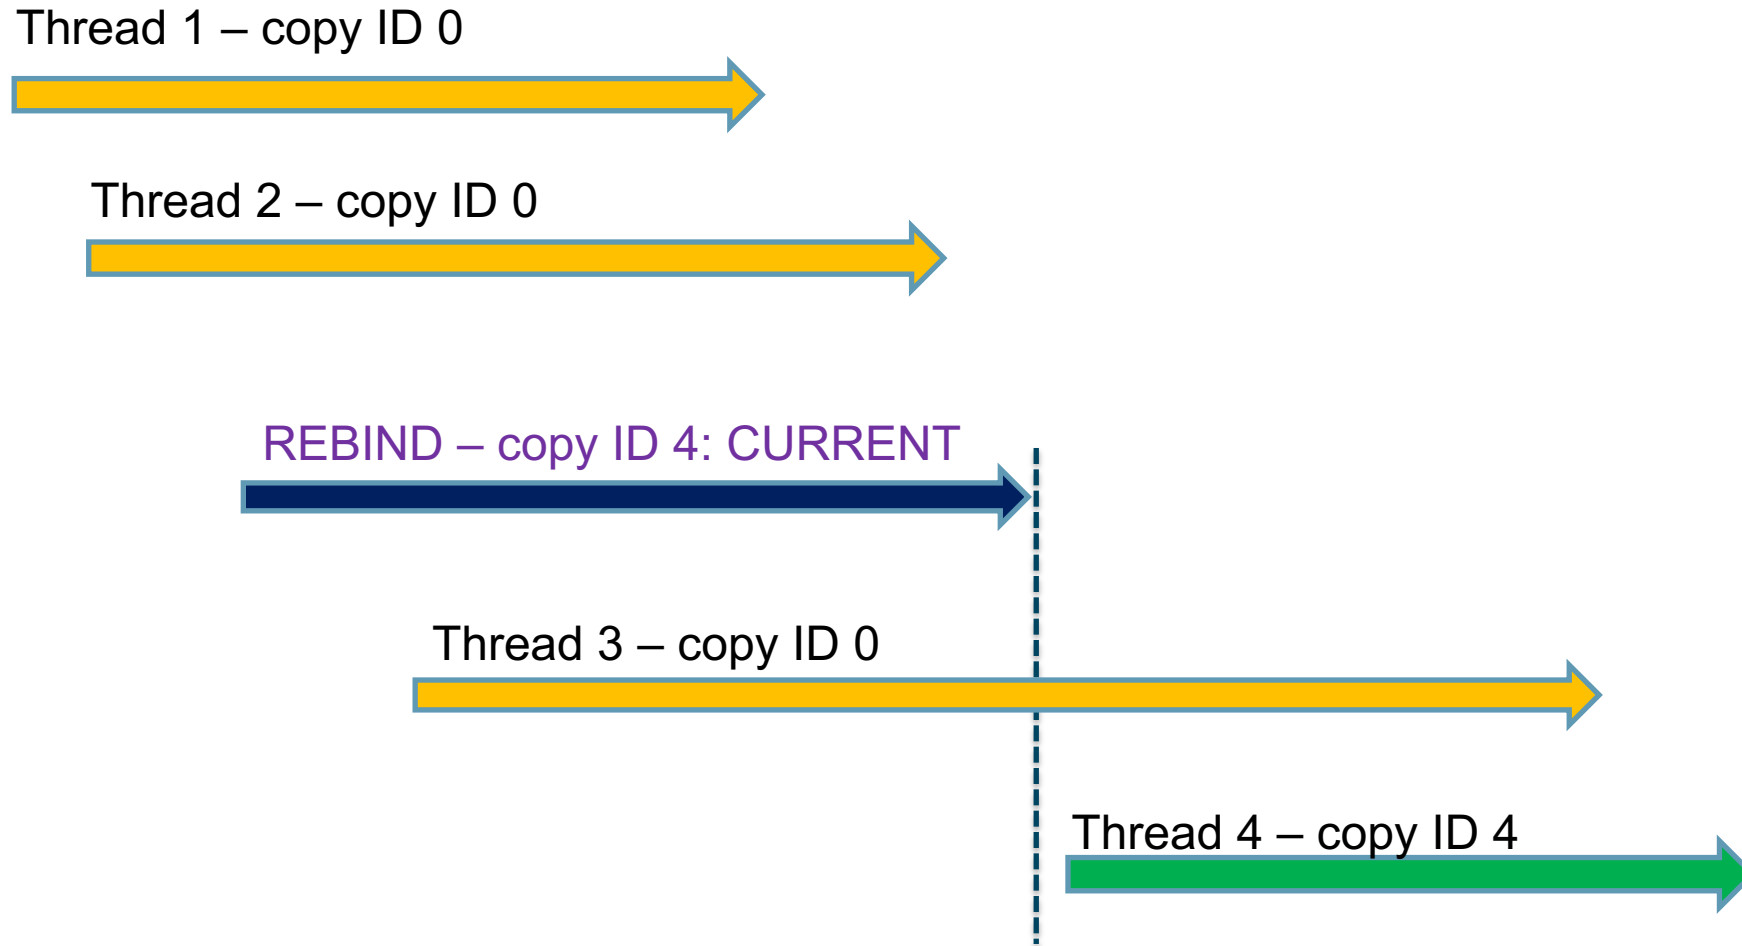 Thread 1 – copy ID 0
Thread 2 – copy ID 0
REBIND – copy ID 4: CURRENT
Thread 3 – copy ID 0
Thread 4 – copy ID 4